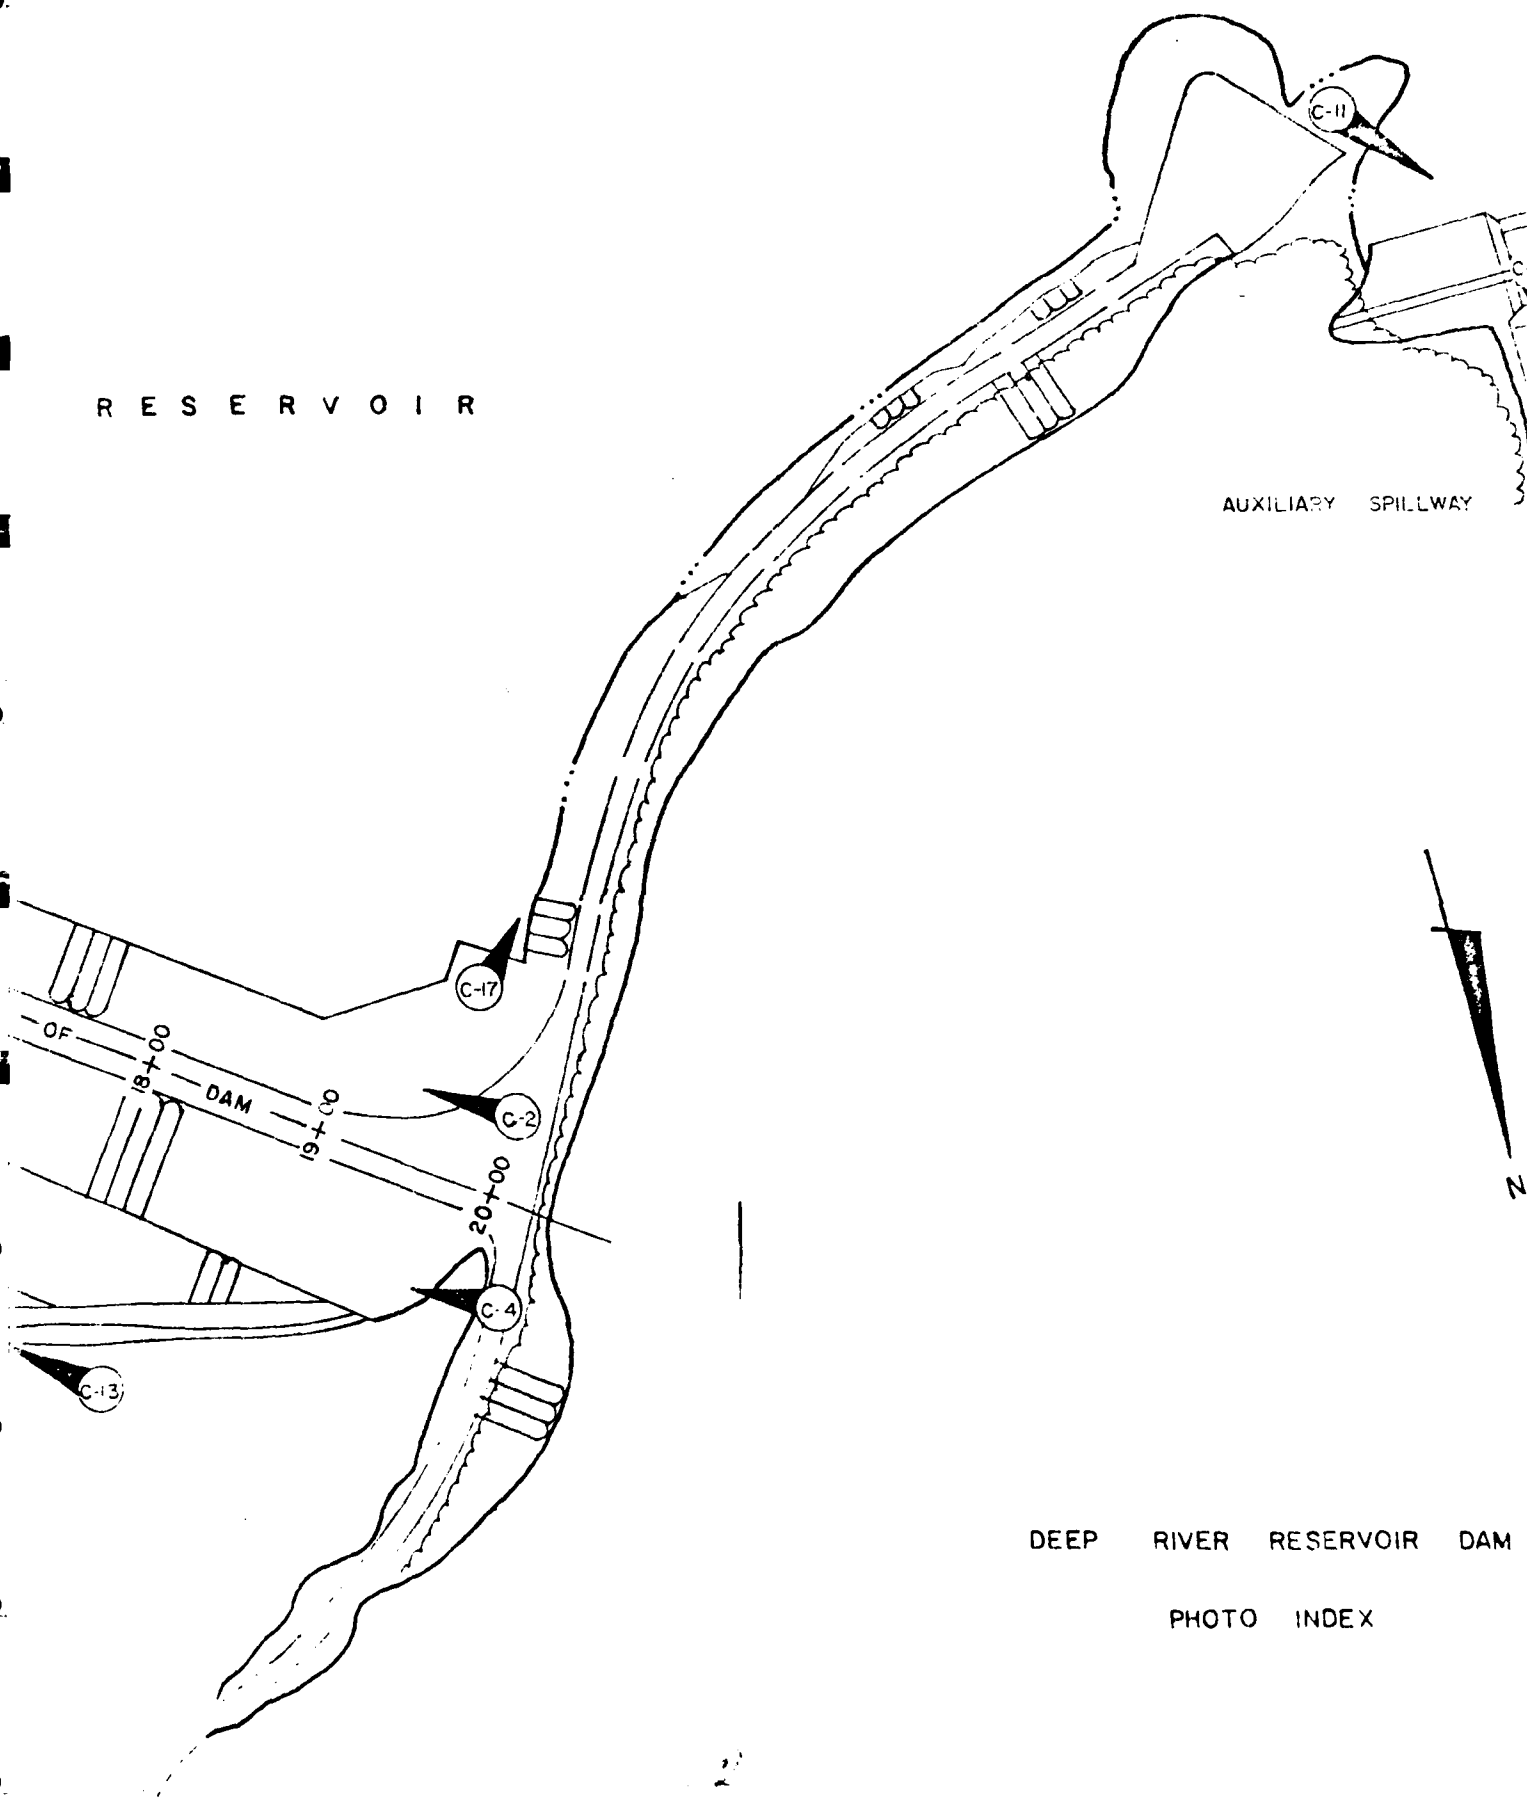 C-11
RESERVOIR
AUXILIARY SPILLWAY
C-17
OF
18+00
DAM
19+00
C-2
20+00
N
C-4
C-13
DEEP RIVER RESERVOIR DAM
PHOTO INDEX